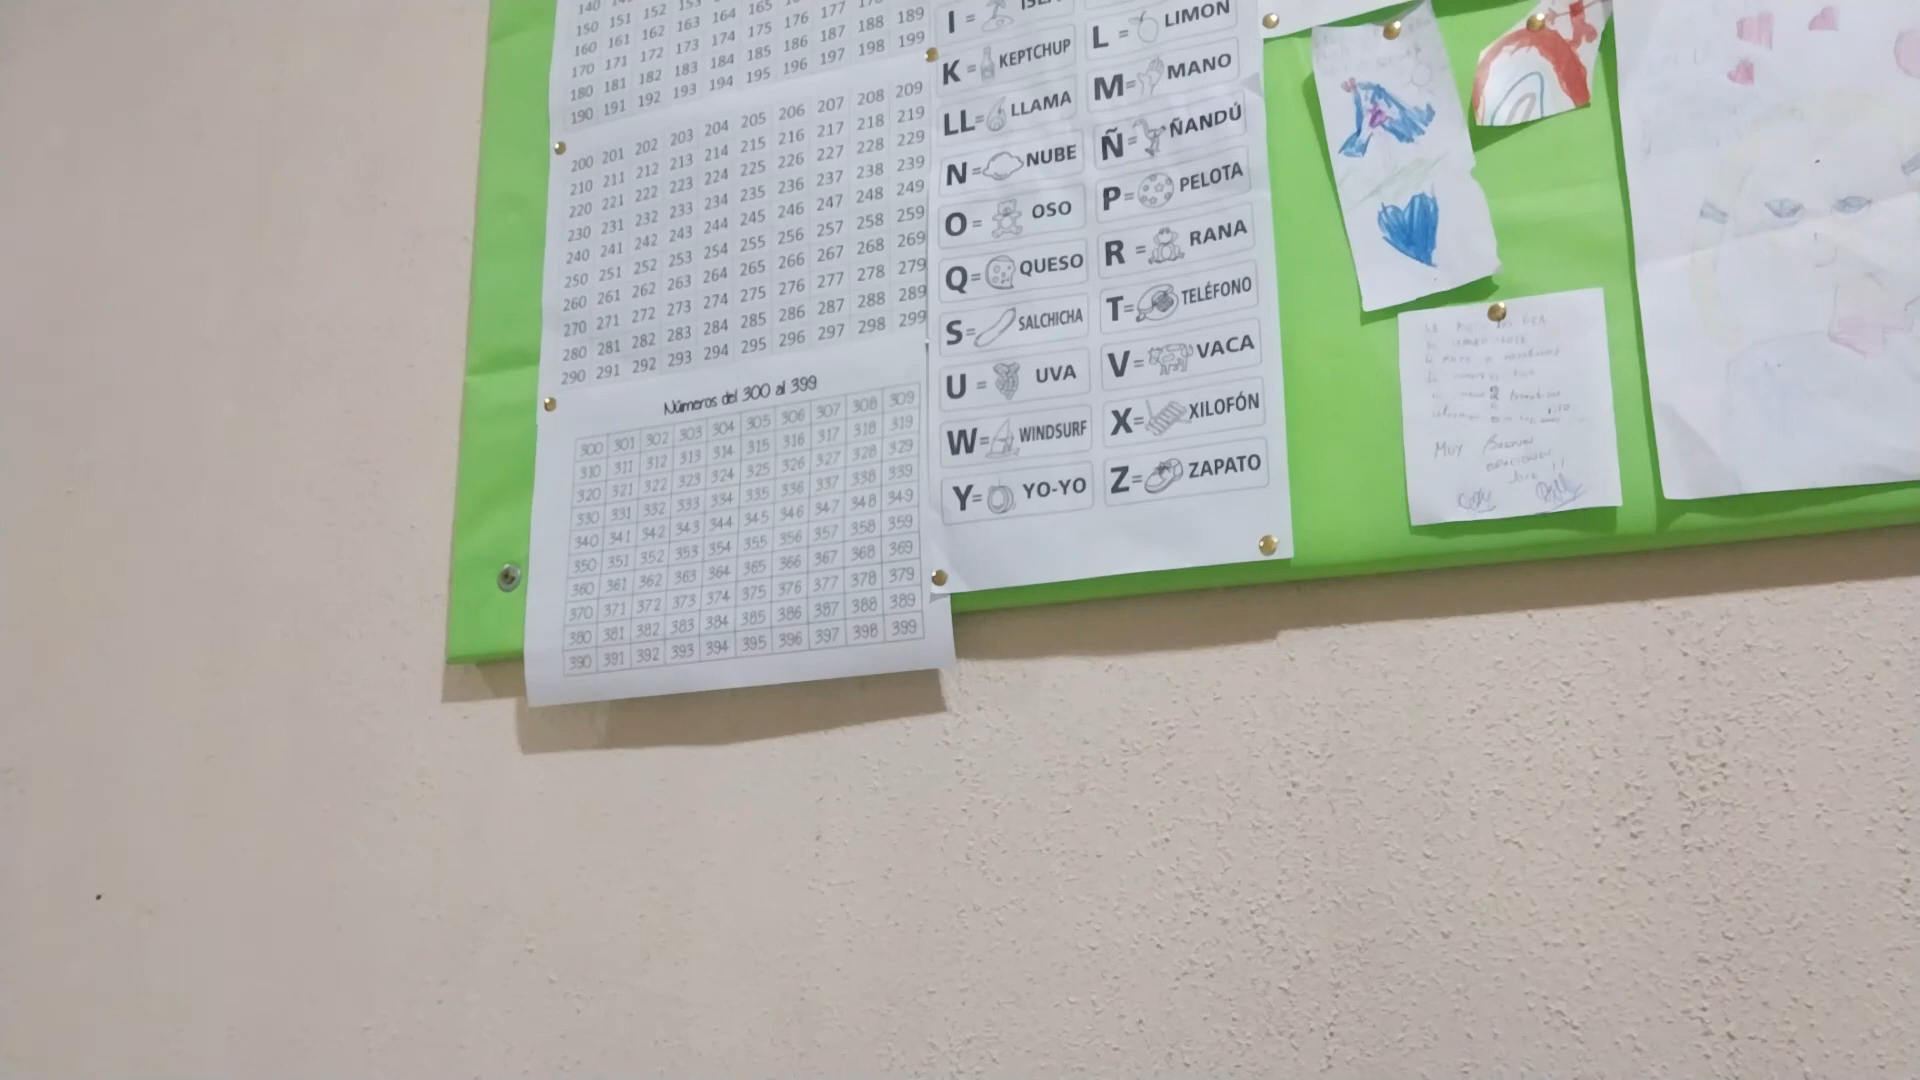 140
150 151 152 153
160 161 162 163 164 165
170 171 172 173 174 175 176 177
180 181 182 183 184 185 186 187 188 189
190 191 192 193 194 195 196 197 198 199
200 201 202 203 204 205 206 207 208 209
210 211 212 213 214 215 216 217 218 219
220 221 222 223 224 225 226 227 228 229
230 231 232 233 234 235 236 237 238 239
240 241 242 243 244 245 246 247 248 249
250 251 252 253 254 255 256 257 258 259
260 261 262 263 264 265 266 267 268 269
270 271 272 273 274 275 276 277 278 279
280 281 282 283 284 285 286 287 288 289
290 291 292 293 294 295 296 297 298 299
Números del 300 al 399
300 301 302 303 304 305 306 307 308 309
310 311 312 313 314 315 316 317 318 319
320 321 322 323 324 325 326 327 328 329
330 331 332 333 334 335 336 337 338 339
340 341 342 343 344 345 346 347 348 349
350 351 352 353 354 355 356 357 358 359
360 361 362 363 364 365 366 367 368 369
370 371 372 373 374 375 376 377 378 379
380 381 382 383 384 385 386 387 388 389
390 391 392 393 394 395 396 397 398 399
I =
L = LIMON
K = KEPTCHUP
M= MANO
LL= LLAMA
Ñ= ÑANDÚ
N= NUBE
P= PELOTA
O= OSO
R = RANA
Q= QUESO
T= TELÉFONO
S= SALCHICHA
V= VACA
U = UVA
X= XILOFÓN
W= WINDSURF
Z= ZAPATO
Y= YO-YO
MUY